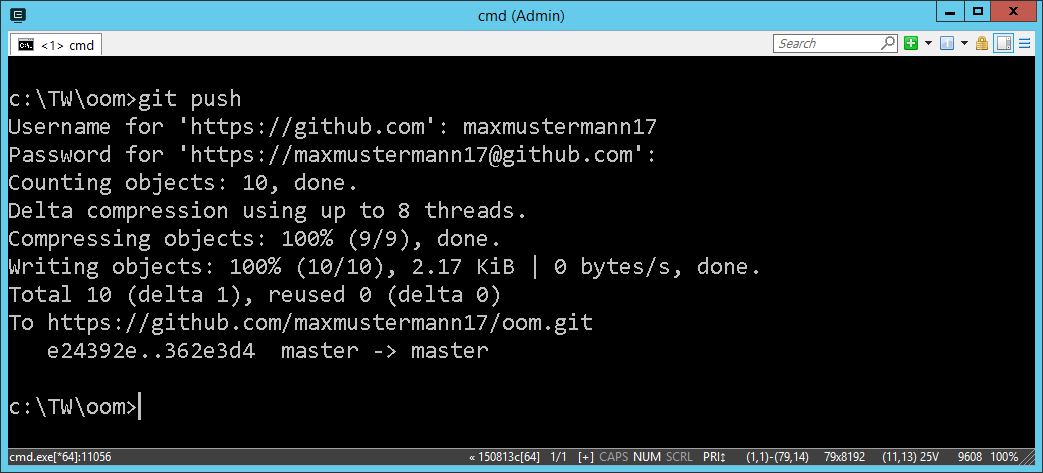 cmd (Admin)
<1> cmd
Search
c:\TW\oom>git push
Username for 'https://github.com': maxmustermann17
Password for 'https://maxmustermann17@github.com':
Counting objects: 10, done.
Delta compression using up to 8 threads.
Compressing objects: 100% (9/9), done.
Writing objects: 100% (10/10), 2.17 KiB | 0 bytes/s, done.
Total 10 (delta 1), reused 0 (delta 0)
To https://github.com/maxmustermann17/oom.git
   e24392e..362e3d4  master -> master
c:\TW\oom>
cmd.exe[*64]:11056 « 150813c[64] 1/1 [+] CAPS NUM SCRL PRI↕ (1,1)-(79,14) 79x8192 (11,13) 25V 9608 100%